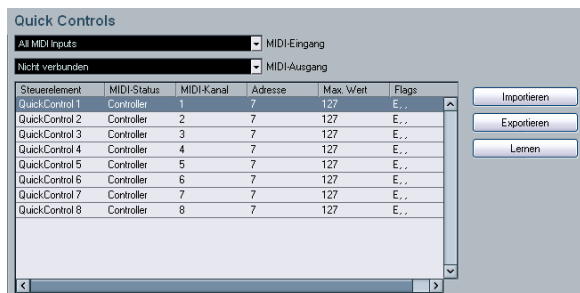 Quick Controls
All MIDI Inputs MIDI-Eingang
Nicht verbunden MIDI-Ausgang
Steuerelement MIDI-Status MIDI-Kanal Adresse Max. Wert Flags
QuickControl 1 Controller 1 7 127 E, ,
QuickControl 2 Controller 2 7 127 E, ,
QuickControl 3 Controller 3 7 127 E, ,
QuickControl 4 Controller 4 7 127 E, ,
QuickControl 5 Controller 5 7 127 E, ,
QuickControl 6 Controller 6 7 127 E, ,
QuickControl 7 Controller 7 7 127 E, ,
QuickControl 8 Controller 8 7 127 E, ,
Importieren
Exportieren
Lernen